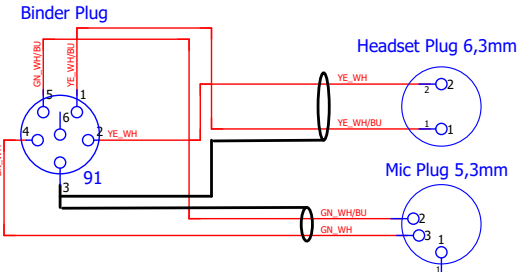 Binder Plug
Headset Plug 6,3mm
GN_WH/BU
YE_WH/BU
YE_WH
2
2
5
1
6
4
2
YE_WH
YE_WH/BU
1
1
3
91
Mic Plug 5,3mm
GN_WH/BU
2
GN_WH
3
1
1